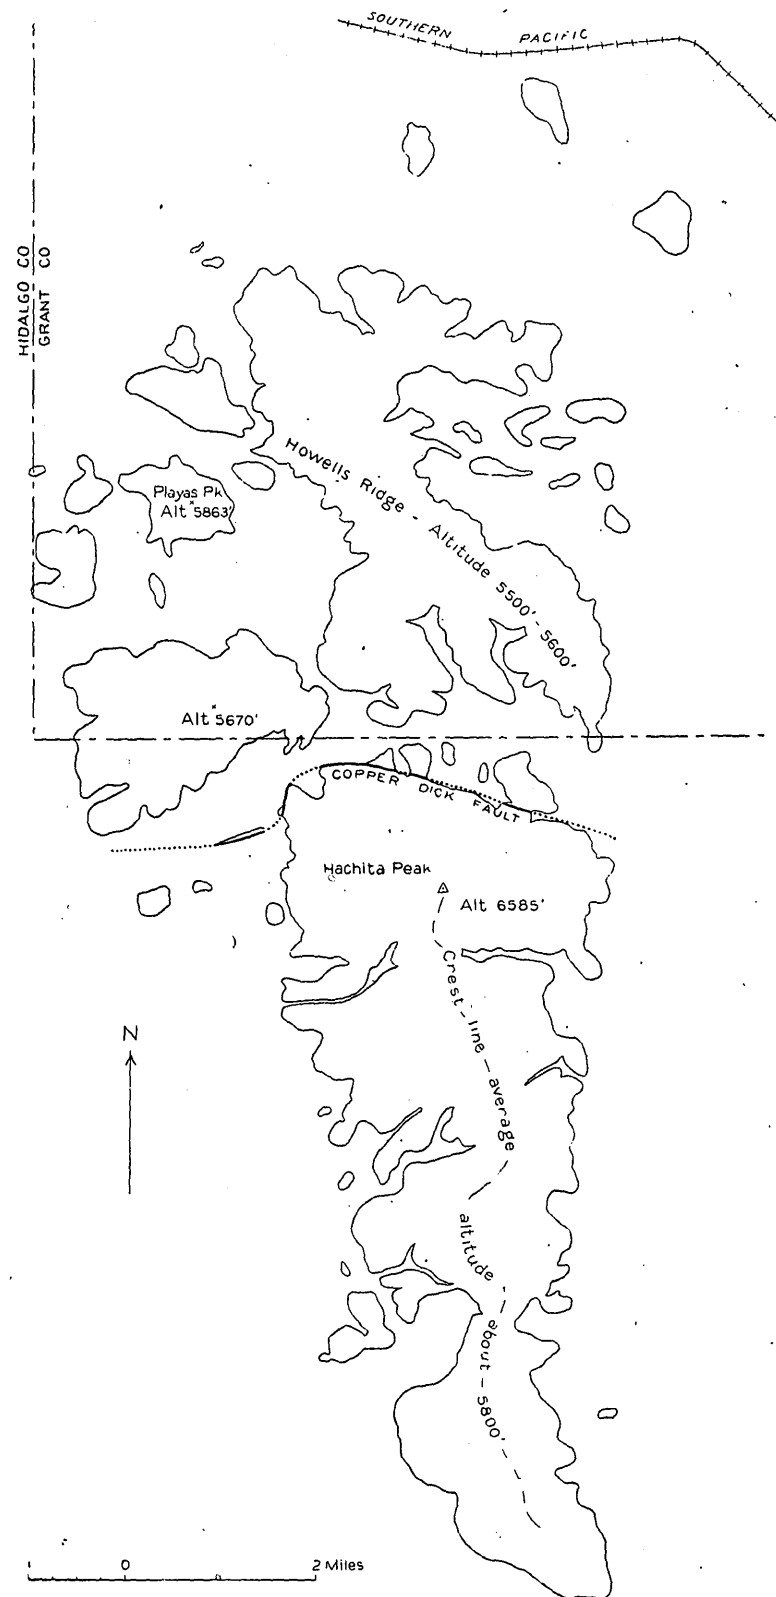 SOUTHERN PACIFIC
HIDALGO CO
GRANT CO
Howells Ridge - Altitude 5500' - 5600'
Playas Pk
Alt × 5863'
Alt × 5670'
COPPER DICK FAULT
Hachita Peak
Alt 6585'
Crest-line - average altitude about - 5800'
N
1 0 2 Miles